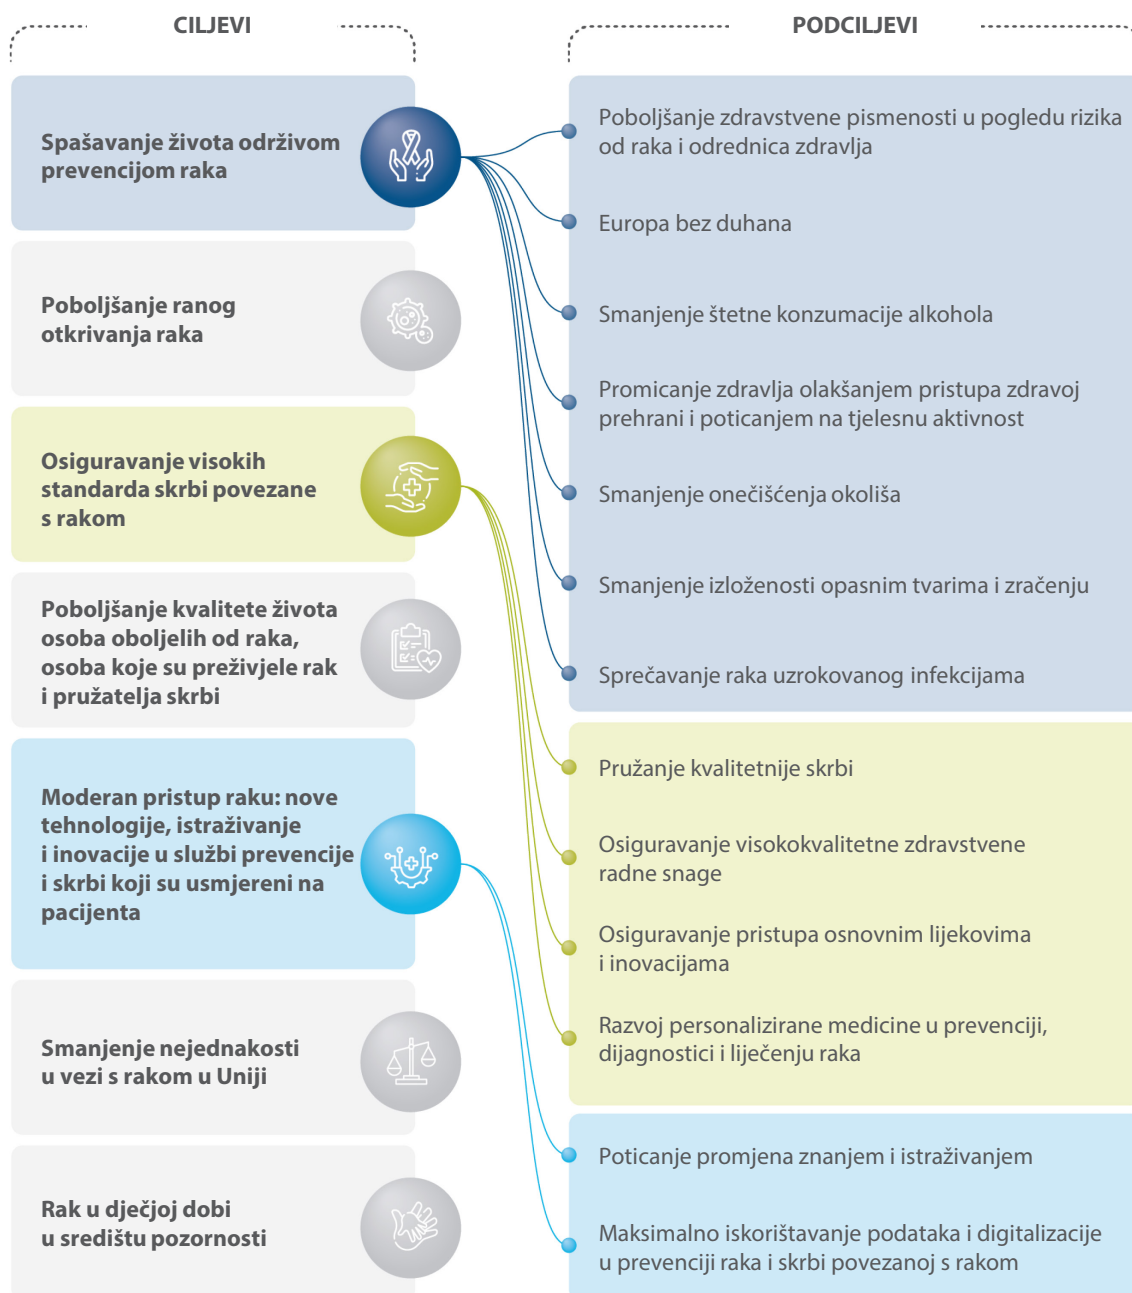 CILJEVI
Spašavanje života održivom
prevencijom raka
Poboljšanje ranog
otkrivanja raka
Osiguravanje visokih
standarda skrbi povezane
s rakom
Poboljšanje kvalitete života
osoba oboljelih od raka,
osoba koje su preživjele rak
i pružatelja skrbi
Moderan pristup raku: nove
tehnologije, istraživanje
i inovacije u službi prevencije
i skrbi koji su usmjereni na
pacijenta
Smanjenje nejednakosti
u vezi s rakom u Uniji
Rak u dječjoj dobi
u središtu pozornosti
PODCILJEVI
Poboljšanje zdravstvene pismenosti u pogledu rizika
od raka i odrednica zdravlja
Europa bez duhana
Smanjenje štetne konzumacije alkohola
Promicanje zdravlja olakšanjem pristupa zdravoj
prehrani i poticanjem na tjelesnu aktivnost
Smanjenje onečišćenja okoliša
Smanjenje izloženosti opasnim tvarima i zračenju
Sprečavanje raka uzrokovanog infekcijama
Pružanje kvalitetnije skrbi
Osiguravanje visokokvalitetne zdravstvene
radne snage
Osiguravanje pristupa osnovnim lijekovima
i inovacijama
Razvoj personalizirane medicine u prevenciji,
dijagnostici i liječenju raka
Poticanje promjena znanjem i istraživanjem
Maksimalno iskorištavanje podataka i digitalizacije
u prevenciji raka i skrbi povezanoj s rakom